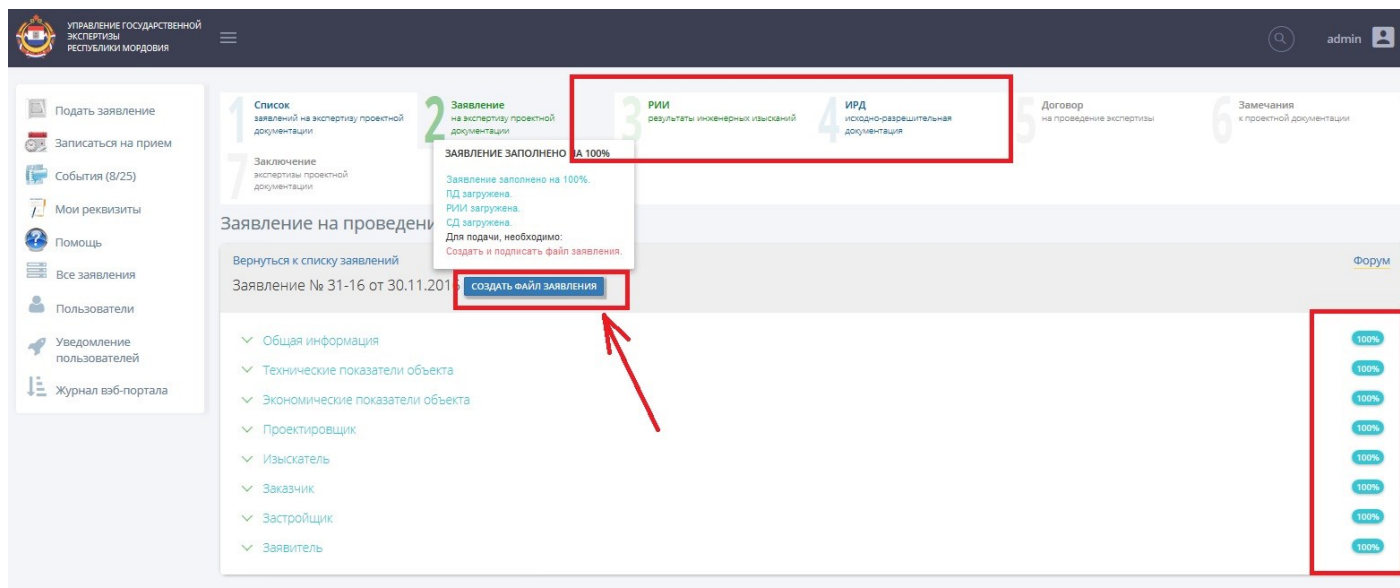 УПРАВЛЕНИЕ ГОСУДАРСТВЕННОЙ
ЭКСПЕРТИЗЫ
РЕСПУБЛИКИ МОРДОВИЯ
admin
Подать заявление
Записаться на прием
События (8/25)
Мои реквизиты
Помощь
Все заявления
Пользователи
Уведомление
пользователей
Журнал вэб-портала
1 Список
заявлений на экспертизу проектной
документации
2 Заявление
на экспертизу проектной
документации
3 РИИ
результаты инженерных изысканий
4 ИРД
исходно-разрешительная
документация
5 Договор
на проведение экспертизы
6 Замечания
к проектной документации
7 Заключение
экспертизы проектной
документации
ЗАЯВЛЕНИЕ ЗАПОЛНЕНО НА 100%
Заявление заполнено на 100%.
ПД загружена.
РИИ загружена.
СД загружена.
Для подачи, необходимо:
Создать и подписать файл заявления.
Заявление на проведени
Вернуться к списку заявлений
Форум
Заявление № 31-16 от 30.11.2016 СОЗДАТЬ ФАЙЛ ЗАЯВЛЕНИЯ
Общая информация 100%
Технические показатели объекта 100%
Экономические показатели объекта 100%
Проектировщик 100%
Изыскатель 100%
Заказчик 100%
Застройщик 100%
Заявитель 100%